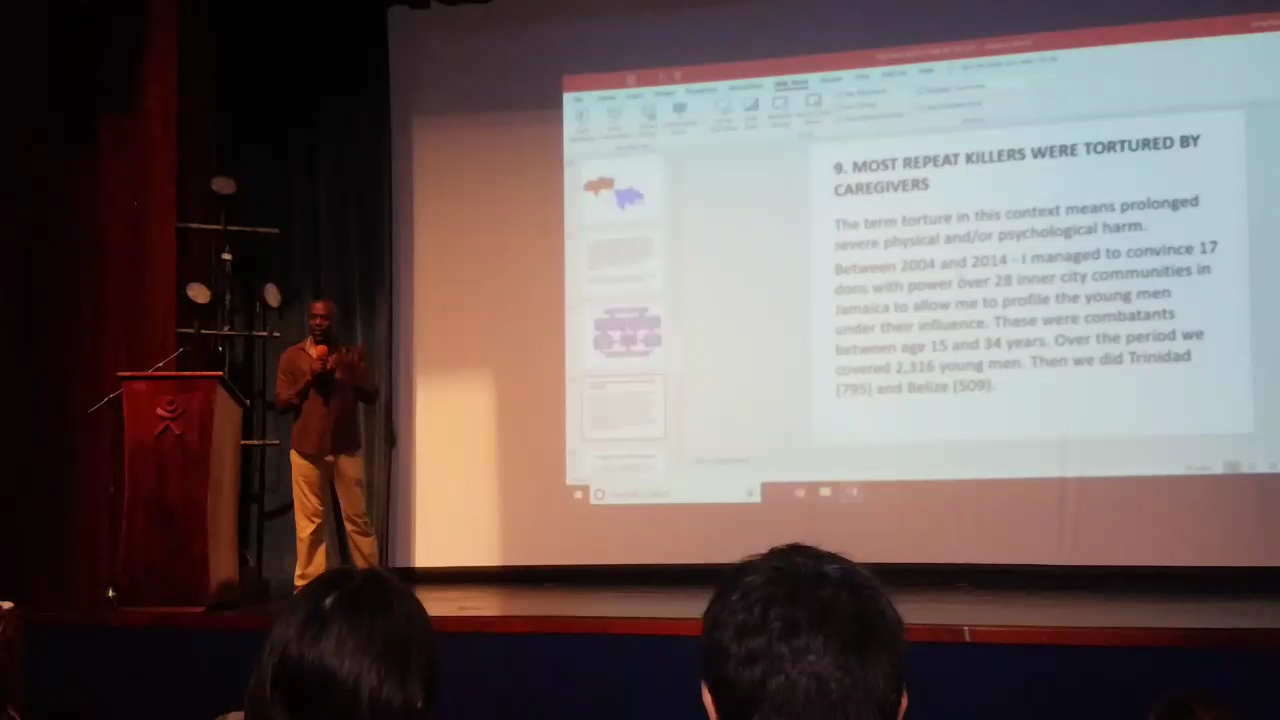 9. MOST REPEAT KILLERS WERE TORTURED BY
CAREGIVERS
The term torture in this context means prolonged
severe physical and/or psychological harm.
Between 2004 and 2014 - I managed to convince 17
dons with power over 28 inner city communities in
Jamaica to allow me to profile the young men
under their influence. These were combatants
between age 15 and 34 years. Over the period we
covered 2,316 young men. Then we did Trinidad
(795) and Belize (509).